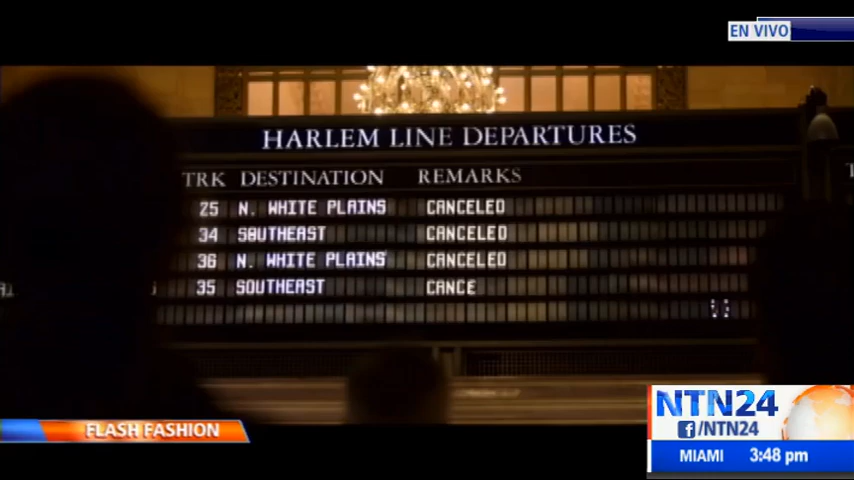 EN VIVO
HARLEM LINE DEPARTURES
TRK DESTINATION REMARKS
25 N. WHITE PLAINS CANCELED
34 SOUTHEAST CANCELED
36 N. WHITE PLAINS CANCELED
35 SOUTHEAST CANCE
FLASH FASHION
NTN24
f/NTN24
MIAMI 3:48 pm